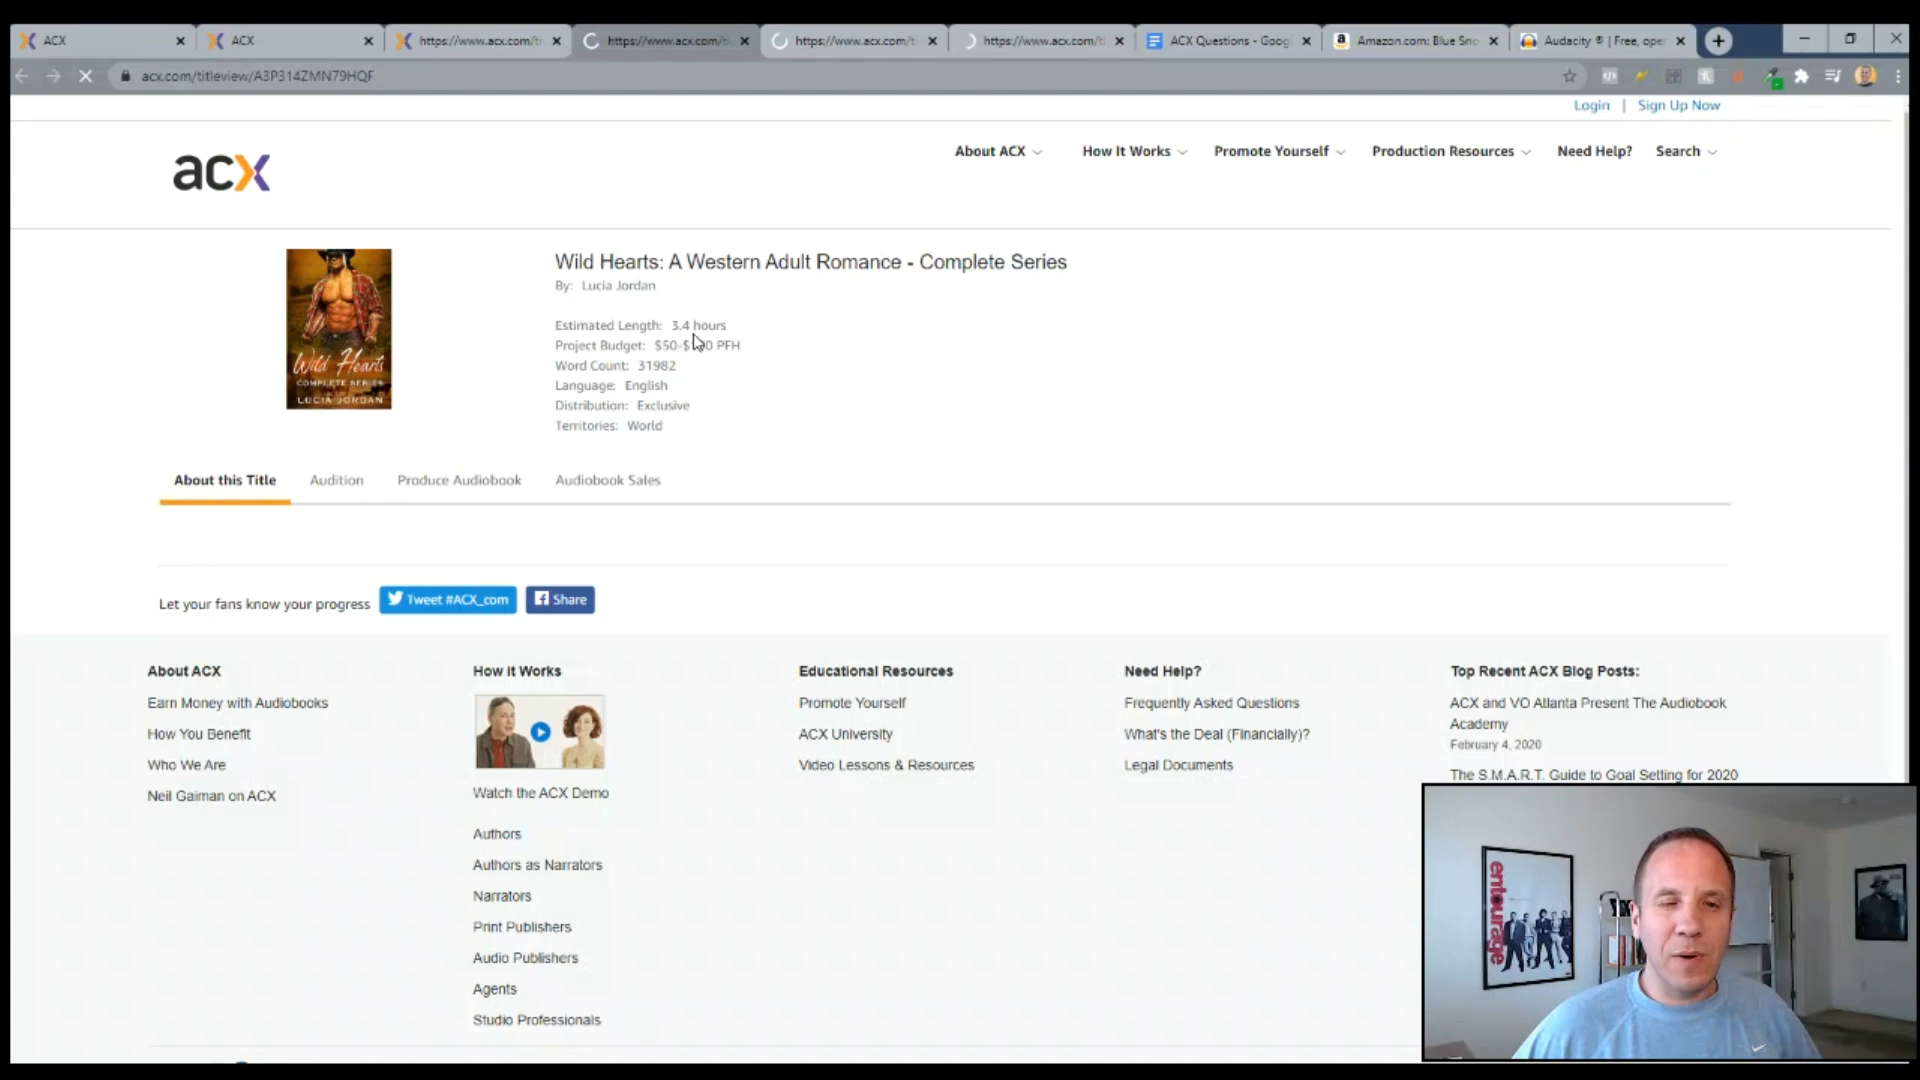 ACX
ACX
https://www.acx.com/ti
https://www.acx.com/ti
https://www.acx.com/t
https://www.acx.com/t
ACX Questions - Goog
Amazon.com: Blue Sno
Audacity ® | Free, ope
acx.com/titleview/A3P314ZMN79HQF
Login | Sign Up Now
acx
About ACX
How It Works
Promote Yourself
Production Resources
Need Help?
Search
Wild Hearts: A Western Adult Romance - Complete Series
By: Lucia Jordan
Estimated Length: 3.4 hours
Project Budget: PFH
Word Count: 31982
Language: English
Distribution: Exclusive
Territories: World
Wild Hearts
COMPLETE SERIES
LUCIA JORDAN
About this Title
Audition
Produce Audiobook
Audiobook Sales
Let your fans know your progress
Tweet #ACX_com
Share
About ACX
Earn Money with Audiobooks
How You Benefit
Who We Are
Neil Gaiman on ACX
How it Works
Watch the ACX Demo
Authors
Authors as Narrators
Narrators
Print Publishers
Audio Publishers
Agents
Studio Professionals
Educational Resources
Promote Yourself
ACX University
Video Lessons & Resources
Need Help?
Frequently Asked Questions
What's the Deal (Financially)?
Legal Documents
Top Recent ACX Blog Posts:
ACX and VO Atlanta Present The Audiobook
Academy
February 4, 2020
The S.M.A.R.T. Guide to Goal Setting for 2020
entourage